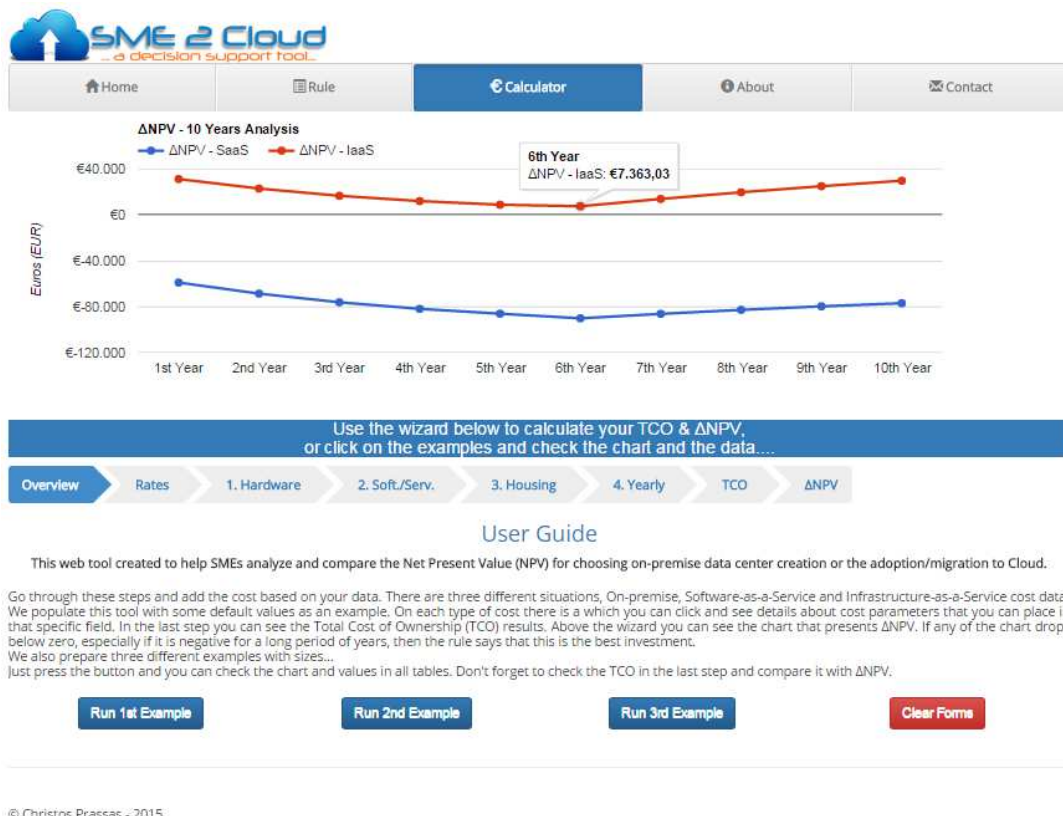 SME 2 Cloud
... a decision support tool...
Home
Rule
€ Calculator
About
Contact
ΔNPV - 10 Years Analysis
ΔNPV - SaaS
ΔNPV - IaaS
6th Year
ΔNPV - IaaS: €7.363,03
Euros (EUR)
€40.000
€0
€-40.000
€-80.000
€-120.000
1st Year
2nd Year
3rd Year
4th Year
5th Year
6th Year
7th Year
8th Year
9th Year
10th Year
Use the wizard below to calculate your TCO & ΔNPV,
or click on the examples and check the chart and the data....
Overview
Rates
1. Hardware
2. Soft./Serv.
3. Housing
4. Yearly
TCO
ΔNPV
User Guide
This web tool created to help SMEs analyze and compare the Net Present Value (NPV) for choosing on-premise data center creation or the adoption/migration to Cloud.
Go through these steps and add the cost based on your data. There are three different situations, On-premise, Software-as-a-Service and Infrastructure-as-a-Service cost data
We populate this tool with some default values as an example. On each type of cost there is a which you can click and see details about cost parameters that you can place i
that specific field. In the last step you can see the Total Cost of Ownership (TCO) results. Above the wizard you can see the chart that presents ΔNPV. If any of the chart drop
below zero, especially if it is negative for a long period of years, then the rule says that this is the best investment.
We also prepare three different examples with sizes...
Just press the button and you can check the chart and values in all tables. Don't forget to check the TCO in the last step and compare it with ΔNPV.
Run 1st Example
Run 2nd Example
Run 3rd Example
Clear Forms
© Christos Prassas - 2015